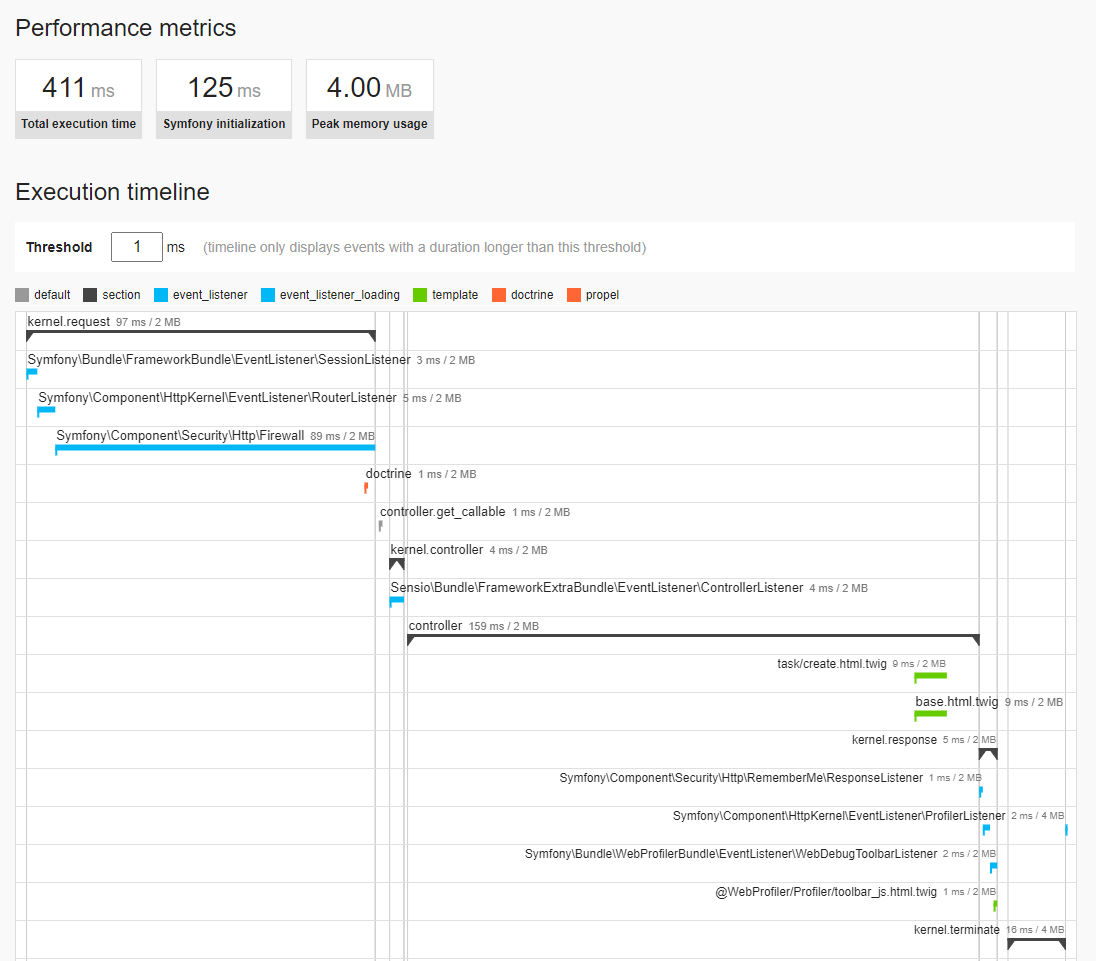 Performance metrics
411 ms
125 ms
4.00 MB
Total execution time
Symfony initialization
Peak memory usage
Execution timeline
Threshold 1 ms (timeline only displays events with a duration longer than this threshold)
default section event_listener event_listener_loading template doctrine propel
kernel.request 97 ms / 2 MB
Symfony\Bundle\FrameworkBundle\EventListener\SessionListener 3 ms / 2 MB
Symfony\Component\HttpKernel\EventListener\RouterListener 5 ms / 2 MB
Symfony\Component\Security\Http\Firewall 89 ms / 2 MB
doctrine 1 ms / 2 MB
controller.get_callable 1 ms / 2 MB
kernel.controller 4 ms / 2 MB
Sensio\Bundle\FrameworkExtraBundle\EventListener\ControllerListener 4 ms / 2 MB
controller 159 ms / 2 MB
task/create.html.twig 9 ms / 2 MB
base.html.twig 9 ms / 2 MB
kernel.response 5 ms / 2 MB
Symfony\Component\Security\Http\RememberMe\ResponseListener 1 ms / 2 MB
Symfony\Component\HttpKernel\EventListener\ProfilerListener 2 ms / 4 MB
Symfony\Bundle\WebProfilerBundle\EventListener\WebDebugToolbarListener 2 ms / 2 MB
@WebProfiler/Profiler/toolbar_js.html.twig 1 ms / 2 MB
kernel.terminate 16 ms / 4 MB